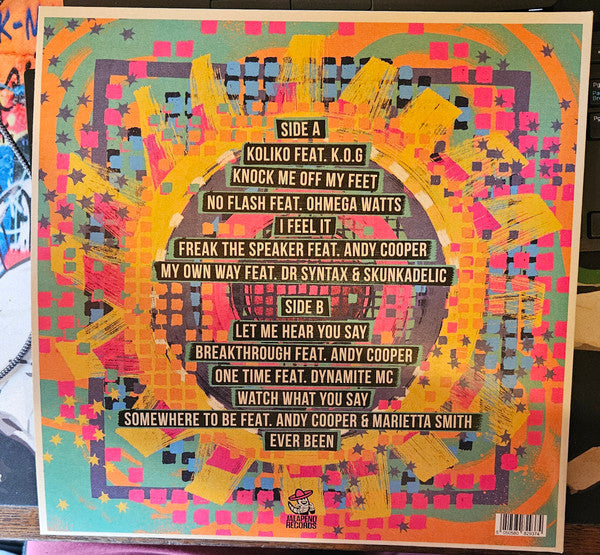 K-N
SIDE A
KOLIKO FEAT. K.O.G
KNOCK ME OFF MY FEET
NO FLASH FEAT. OHMEGA WATTS
I FEEL IT
FREAK THE SPEAKER FEAT. ANDY COOPER
MY OWN WAY FEAT. DR SYNTAX & SKUNKADELIC
SIDE B
LET ME HEAR YOU SAY
BREAKTHROUGH FEAT. ANDY COOPER
ONE TIME FEAT. DYNAMITE MC
WATCH WHAT YOU SAY
SOMEWHERE TO BE FEAT. ANDY COOPER & MARIETTA SMITH
EVER BEEN
JALAPENO
RECORDS